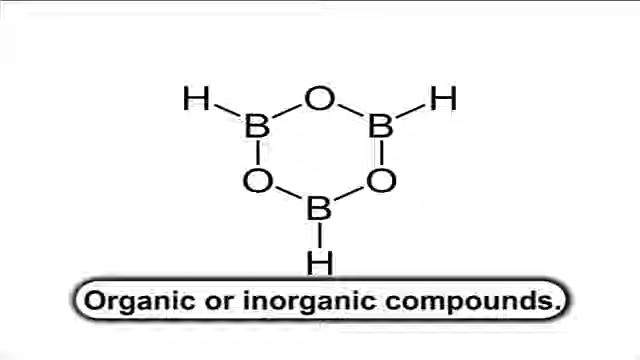 H O H
B B
O O
B
H
Organic or inorganic compounds.